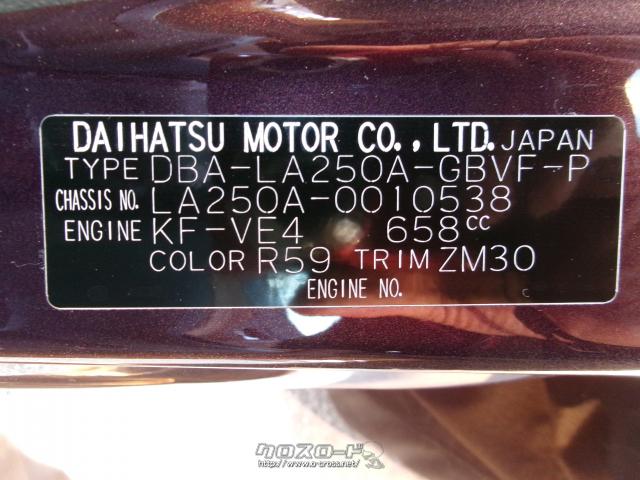 DAIHATSU MOTOR CO., LTD. JAPAN
TYPE DBA-LA250A-GBVF-P
CHASSIS NO. LA250A-0010538
ENGINE KF-VE4 658cc
COLOR R59 TRIM ZM30
ENGINE NO.
クロスロード
http://www.e-cross.net/